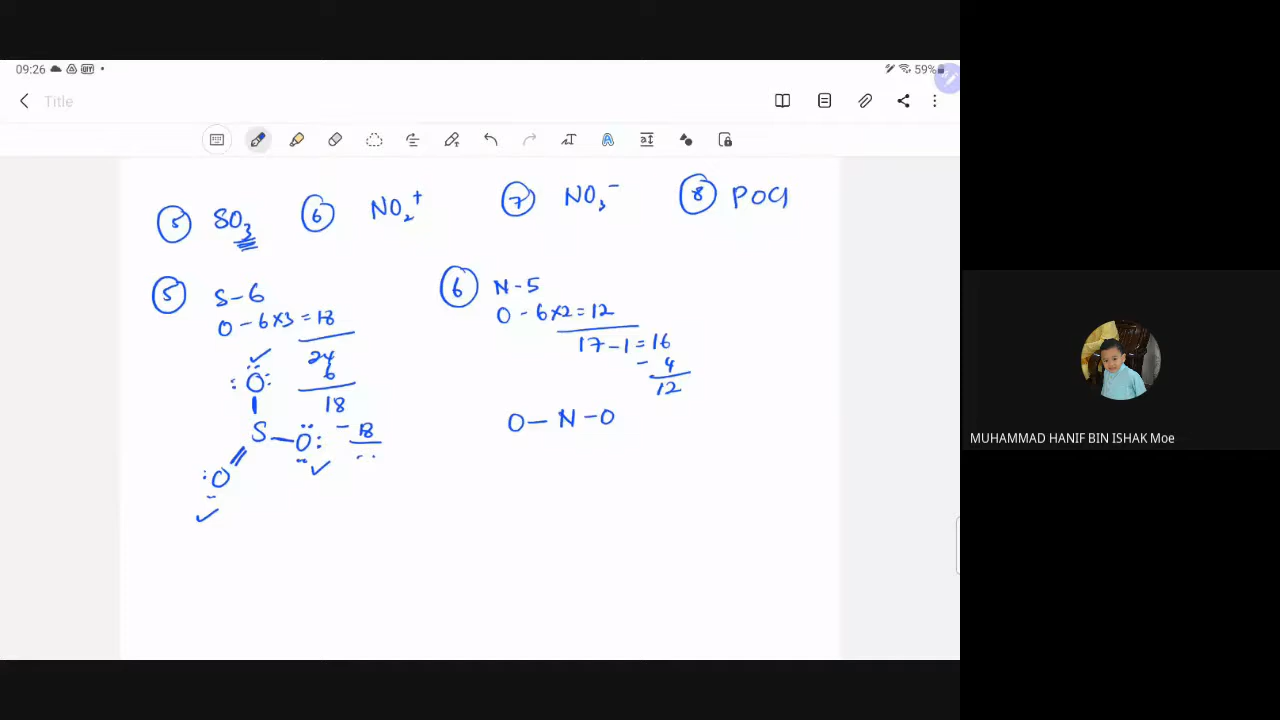 09:26 59%
Title
⑤ SO₃ ⑥ NO₂⁺ ⑦ NO₃⁻ ⑧ POCl
⑤ S-6
O-6×3=18
24
6
18
- 18
:Ö:
S-Ö:
:O
⑥ N-5
O-6×2=12
17-1=16
- 4
12
O-N-O
MUHAMMAD HANIF BIN ISHAK Moe